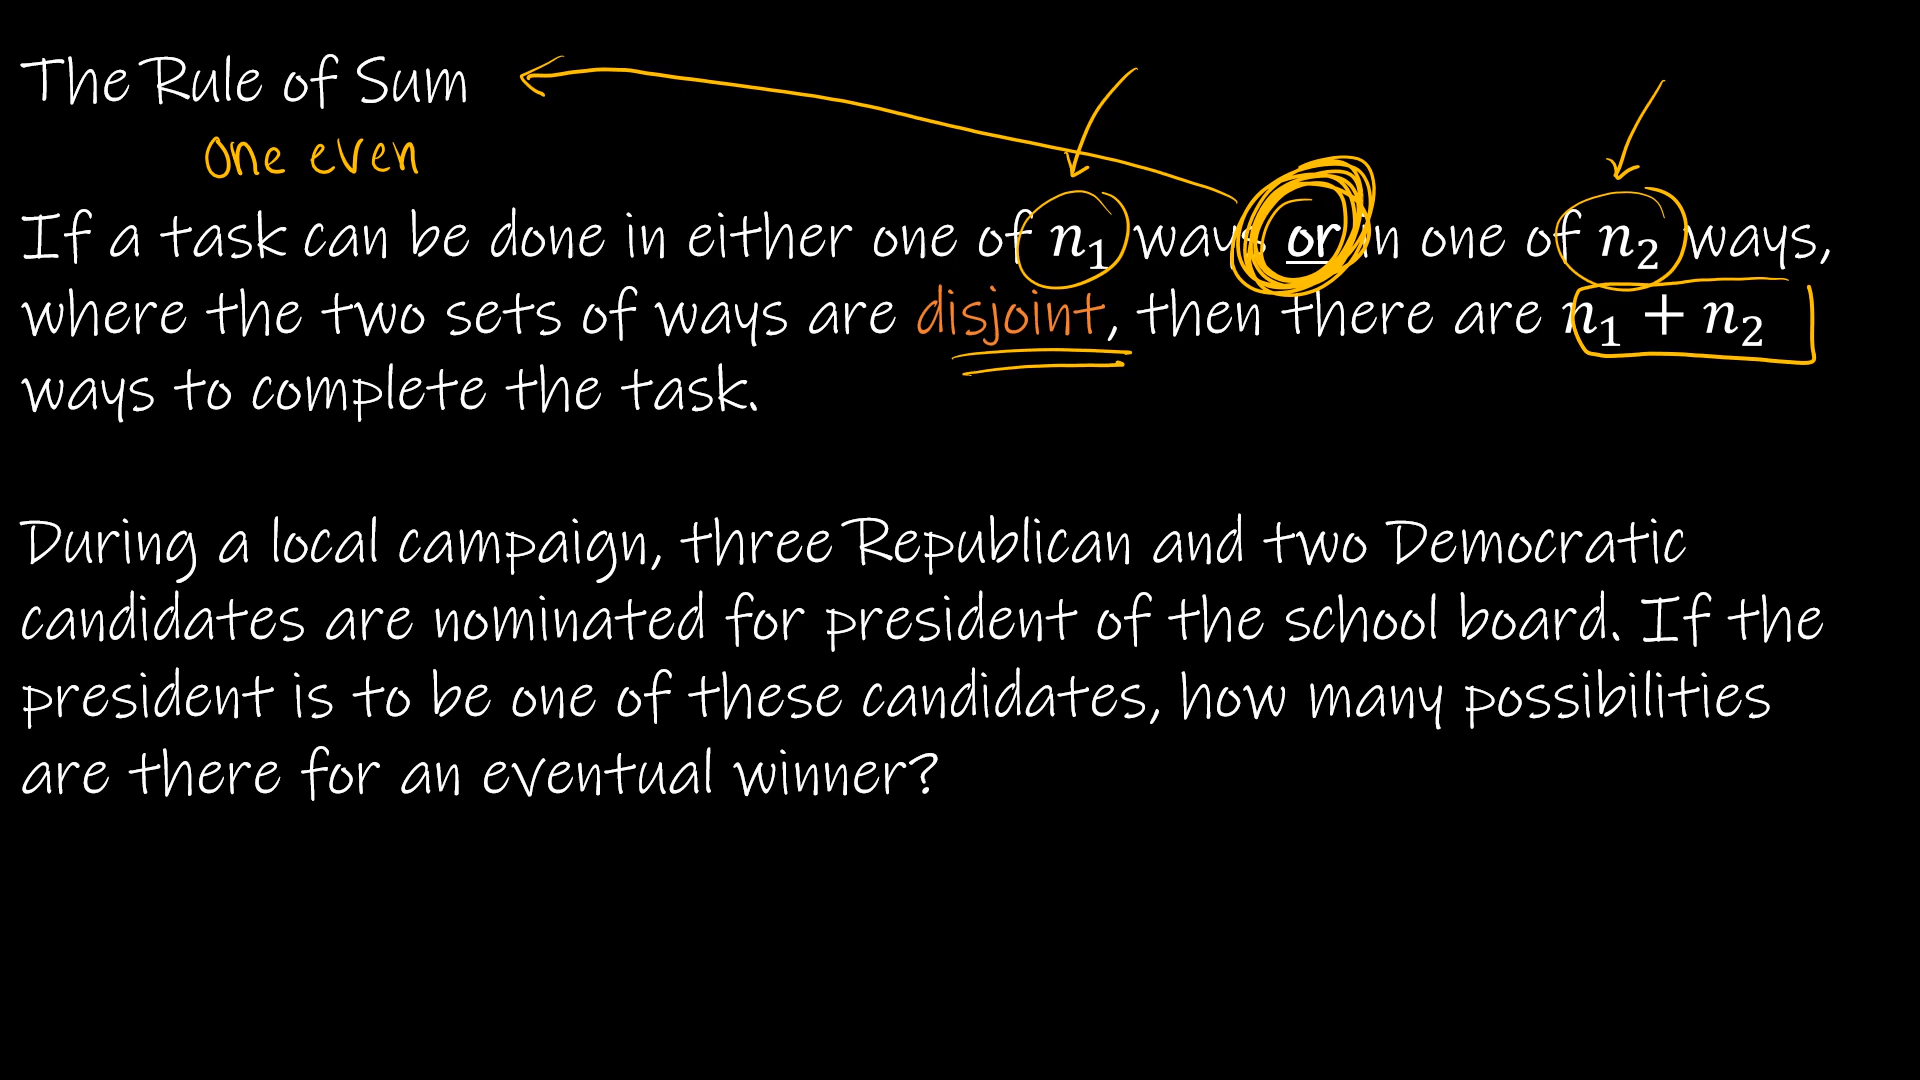 The Rule of Sum
one even
If a task can be done in either one of n₁ ways or in one of n₂ ways,
where the two sets of ways are disjoint, then there are n₁ + n₂
ways to complete the task.
During a local campaign, three Republican and two Democratic
candidates are nominated for president of the school board. If the
president is to be one of these candidates, how many possibilities
are there for an eventual winner?